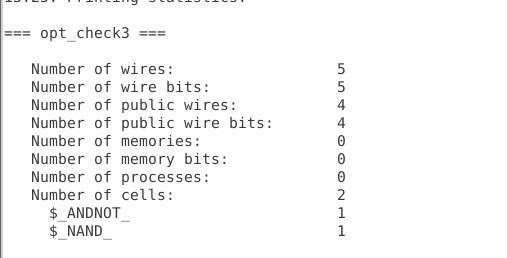 13.25. Printing statistics.
=== opt_check3 ===
Number of wires: 5
Number of wire bits: 5
Number of public wires: 4
Number of public wire bits: 4
Number of memories: 0
Number of memory bits: 0
Number of processes: 0
Number of cells: 2
$_ANDNOT_ 1
$_NAND_ 1